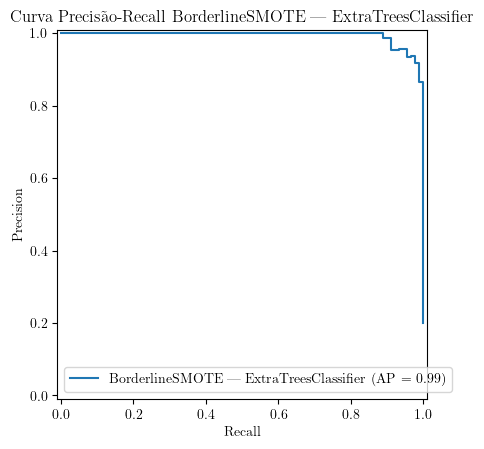 Curva Precisão-Recall BorderlineSMOTE — ExtraTreesClassifier
1.0
0.8
0.6
0.4
0.2
0.0
Precision
BorderlineSMOTE — ExtraTreesClassifier (AP = 0.99)
0.0 0.2 0.4 0.6 0.8 1.0
Recall